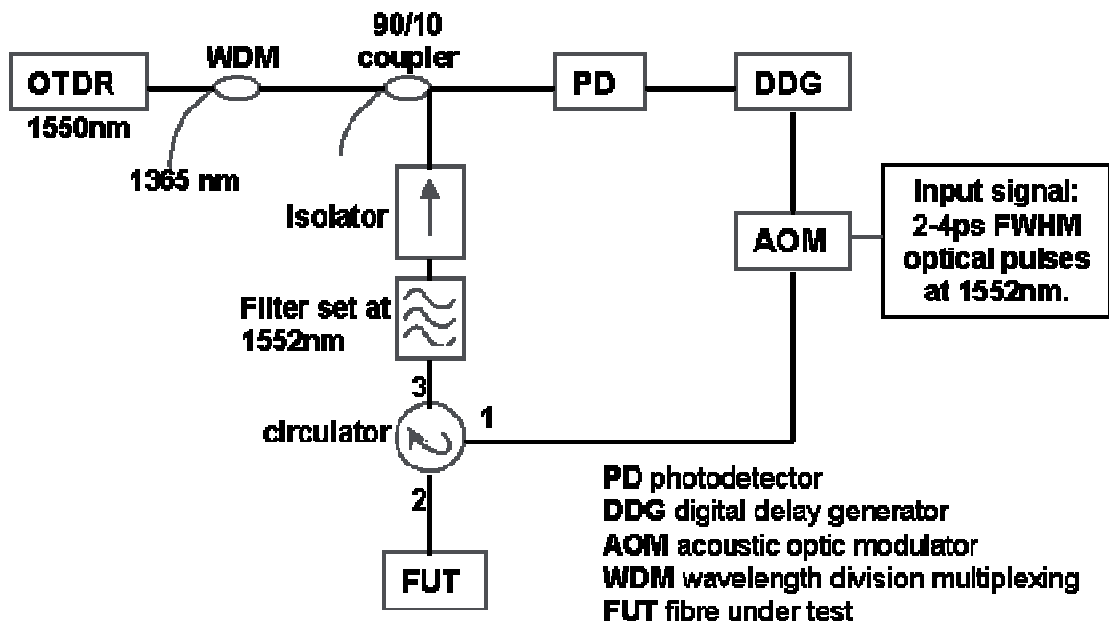 90/10
coupler
WDM
OTDR
PD
DDG
1550nm
1365 nm
Isolator
AOM
Input signal:
2-4ps FWHM
optical pulses
at 1552nm.
Filter set at
1552nm
3
1
circulator
2
FUT
PD photodetector
DDG digital delay generator
AOM acoustic optic modulator
WDM wavelength division multiplexing
FUT fibre under test